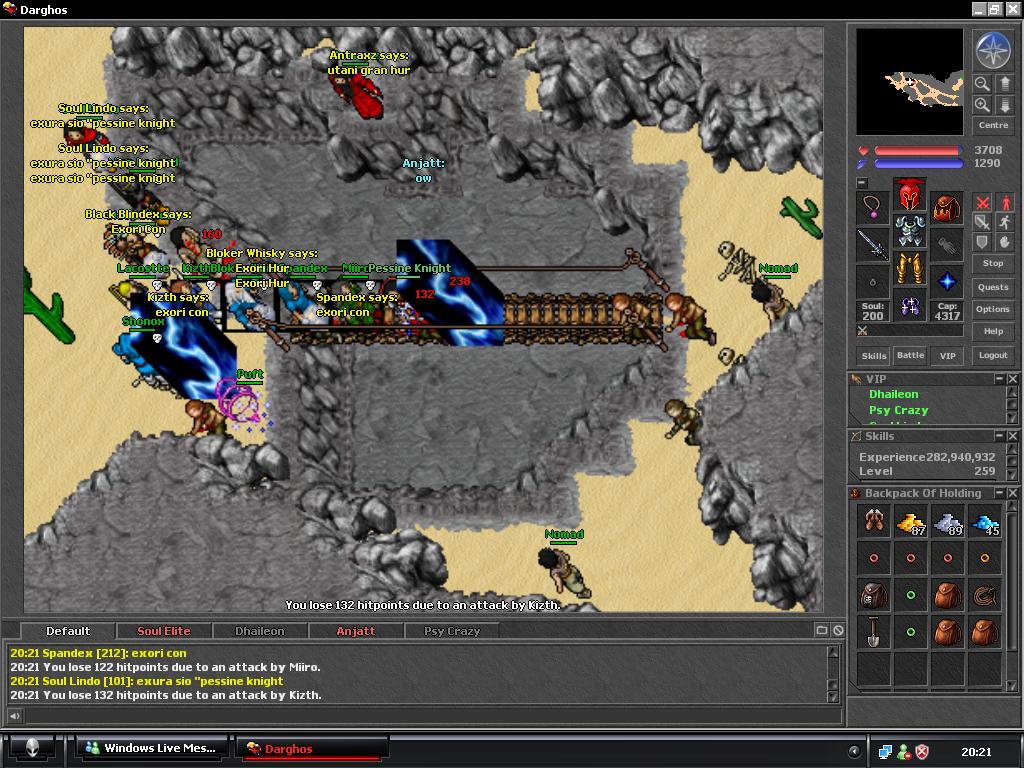 Darghos
Antraxz says:
utani gran hur
Soul Lindo says:
exura sio "pessine knight
Soul Lindo says:
exura sio "pessine knight
exura sio "pessine knight
Anjatt:
ow
Black Blindex says:
Exori Con
160
Bloker Whisky says:
Exori Hur
Exori Hur
Lacoste
Kizth
Blok
pandex
Miiro
Pessine Knight
238
132
Nomad
Kizth says:
exori con
Spandex says:
exori con
Shonox
Puft
Nomad
You lose 132 hitpoints due to an attack by Kizth.
Centre
3708
1290
Soul:
200
Cap:
4317
Stop
Quests
Options
Help
Skills
Battle
VIP
Logout
VIP
Dhaileon
Psy Crazy
Skills
Experience 282,940,932
Level 259
Backpack Of Holding
87
89
45
Default
Soul Elite
Dhaileon
Anjatt
Psy Crazy
20:21 Spandex [212]: exori con
20:21 You lose 122 hitpoints due to an attack by Miiro.
20:21 Soul Lindo [101]: exura sio "pessine knight
20:21 You lose 132 hitpoints due to an attack by Kizth.
Windows Live Mes...
Darghos
20:21